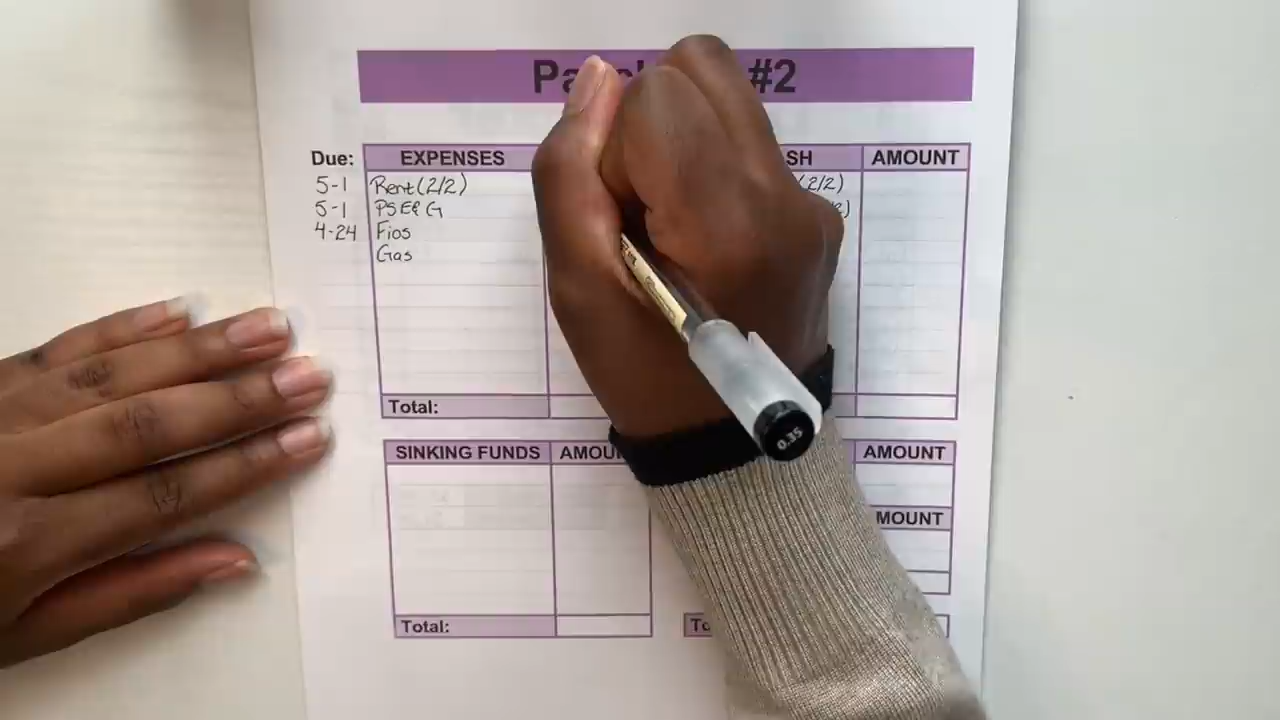 #2
Due: EXPENSES AMOUNT
5-1 Rent (2/2) (2/2)
5-1 PSE&G
4-24 Fios
Gas
Total:
SINKING FUNDS AMOUNT
Total:
0.35